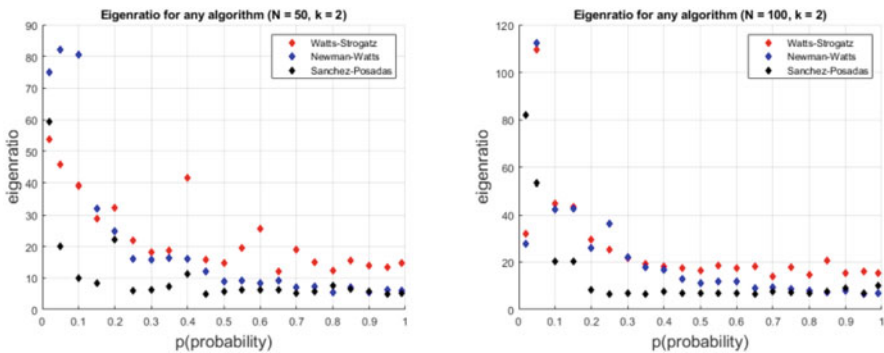 Eigenratio for any algorithm (N = 50, k = 2)
90
80
70
60
50
40
30
20
10
0
eigenratio
Watts-Strogatz
Newman-Watts
Sanchez-Posadas
0 0.1 0.2 0.3 0.4 0.5 0.6 0.7 0.8 0.9 1
p(probability)
Eigenratio for any algorithm (N = 100, k = 2)
120
100
80
60
40
20
0
eigenratio
Watts-Strogatz
Newman-Watts
Sanchez-Posadas
0 0.1 0.2 0.3 0.4 0.5 0.6 0.7 0.8 0.9 1
p(probability)